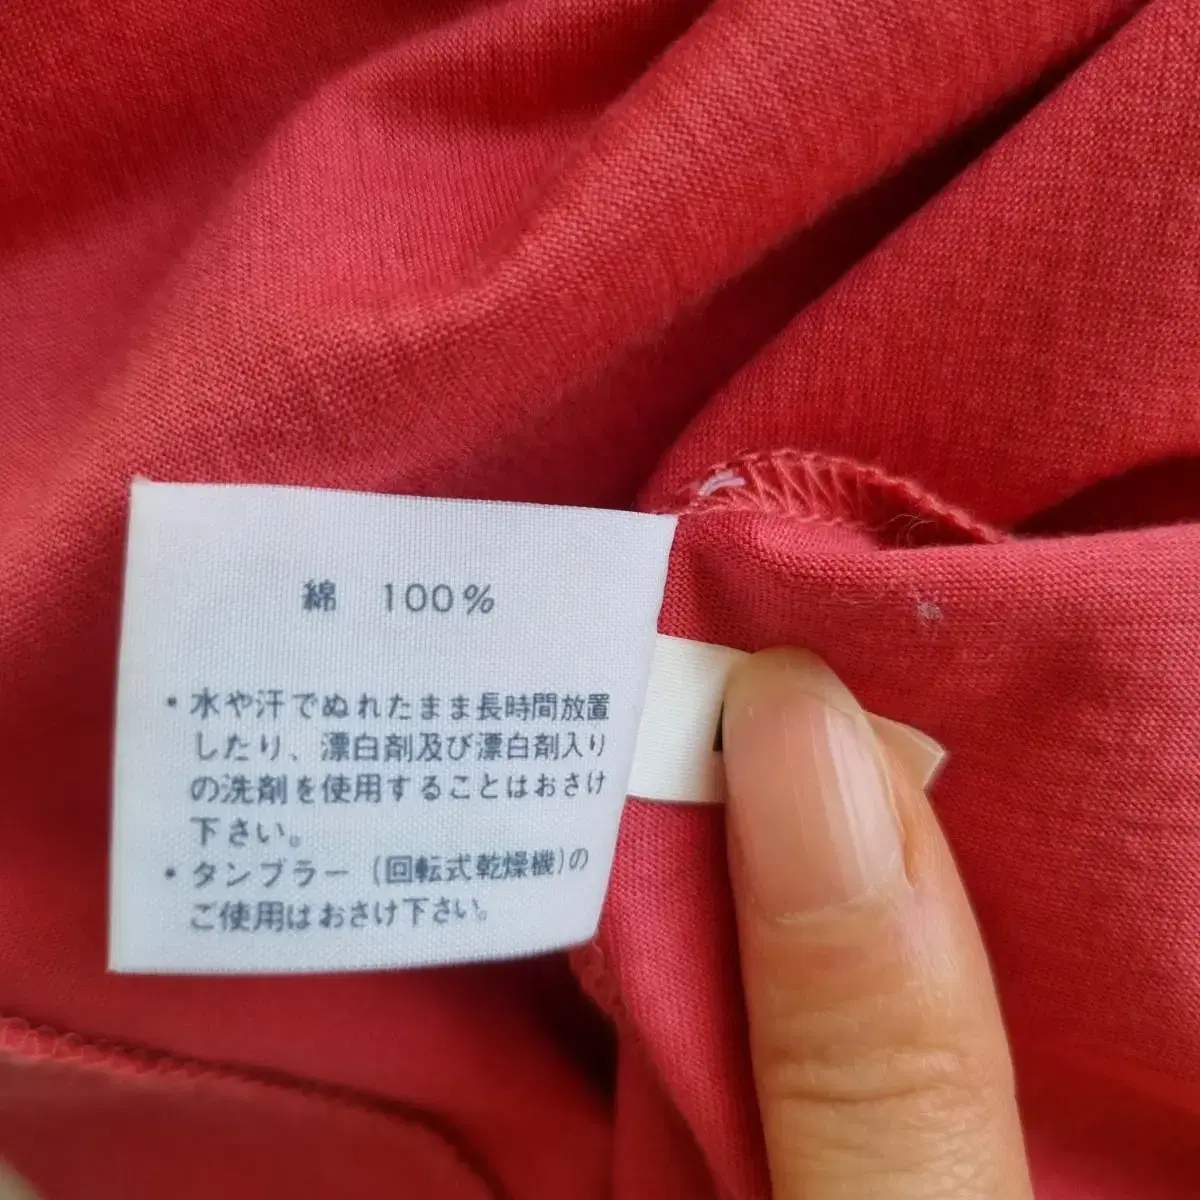 綿 100%
・水や汗でぬれたまま長時間放置
したり、漂白剤及び漂白剤入り
の洗剤を使用することはおさけ
下さい。
・タンブラー(回転式乾燥機)の
ご使用はおさけ下さい。